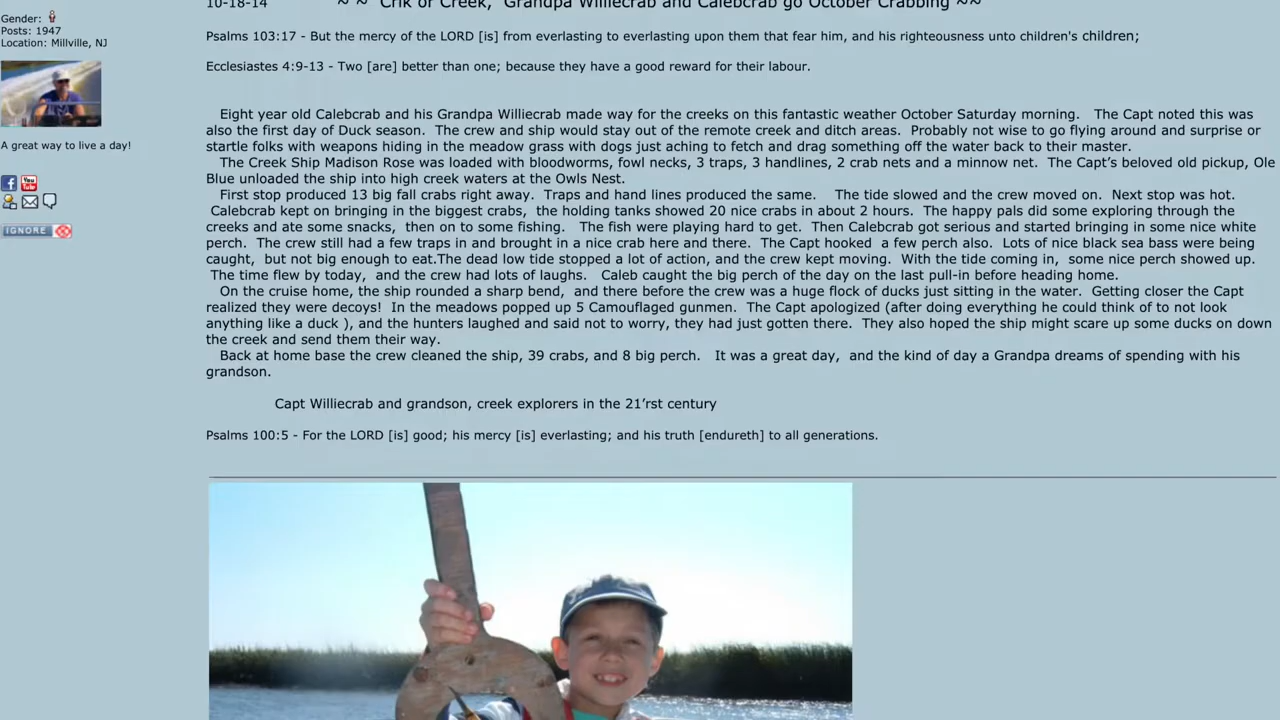 10-18-14 ~ ~ Crik or Creek, Grandpa Williecrab and Calebcrab go October Crabbing ~~
Gender:
Posts: 1947
Location: Millville, NJ
A great way to live a day!
IGNORE
Psalms 103:17 - But the mercy of the LORD [is] from everlasting to everlasting upon them that fear him, and his righteousness unto children's children;
Ecclesiastes 4:9-13 - Two [are] better than one; because they have a good reward for their labour.
Eight year old Calebcrab and his Grandpa Williecrab made way for the creeks on this fantastic weather October Saturday morning. The Capt noted this was
also the first day of Duck season. The crew and ship would stay out of the remote creek and ditch areas. Probably not wise to go flying around and surprise or
startle folks with weapons hiding in the meadow grass with dogs just aching to fetch and drag something off the water back to their master.
The Creek Ship Madison Rose was loaded with bloodworms, fowl necks, 3 traps, 3 handlines, 2 crab nets and a minnow net. The Capt's beloved old pickup, Ole
Blue unloaded the ship into high creek waters at the Owls Nest.
First stop produced 13 big fall crabs right away. Traps and hand lines produced the same. The tide slowed and the crew moved on. Next stop was hot.
Calebcrab kept on bringing in the biggest crabs, the holding tanks showed 20 nice crabs in about 2 hours. The happy pals did some exploring through the
creeks and ate some snacks, then on to some fishing. The fish were playing hard to get. Then Calebcrab got serious and started bringing in some nice white
perch. The crew still had a few traps in and brought in a nice crab here and there. The Capt hooked a few perch also. Lots of nice black sea bass were being
caught, but not big enough to eat.The dead low tide stopped a lot of action, and the crew kept moving. With the tide coming in, some nice perch showed up.
The time flew by today, and the crew had lots of laughs. Caleb caught the big perch of the day on the last pull-in before heading home.
On the cruise home, the ship rounded a sharp bend, and there before the crew was a huge flock of ducks just sitting in the water. Getting closer the Capt
realized they were decoys! In the meadows popped up 5 Camouflaged gunmen. The Capt apologized (after doing everything he could think of to not look
anything like a duck ), and the hunters laughed and said not to worry, they had just gotten there. They also hoped the ship might scare up some ducks on down
the creek and send them their way.
Back at home base the crew cleaned the ship, 39 crabs, and 8 big perch. It was a great day, and the kind of day a Grandpa dreams of spending with his
grandson.
Capt Williecrab and grandson, creek explorers in the 21'rst century
Psalms 100:5 - For the LORD [is] good; his mercy [is] everlasting; and his truth [endureth] to all generations.